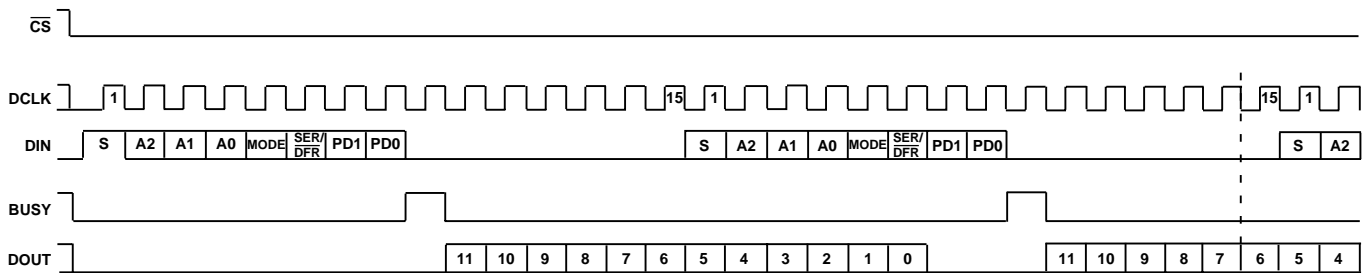 CS
DCLK 1 15 1 15 1
DIN S A2 A1 A0 MODE SER/DFR PD1 PD0 S A2 A1 A0 MODE SER/DFR PD1 PD0 S A2
BUSY
DOUT 11 10 9 8 7 6 5 4 3 2 1 0 11 10 9 8 7 6 5 4